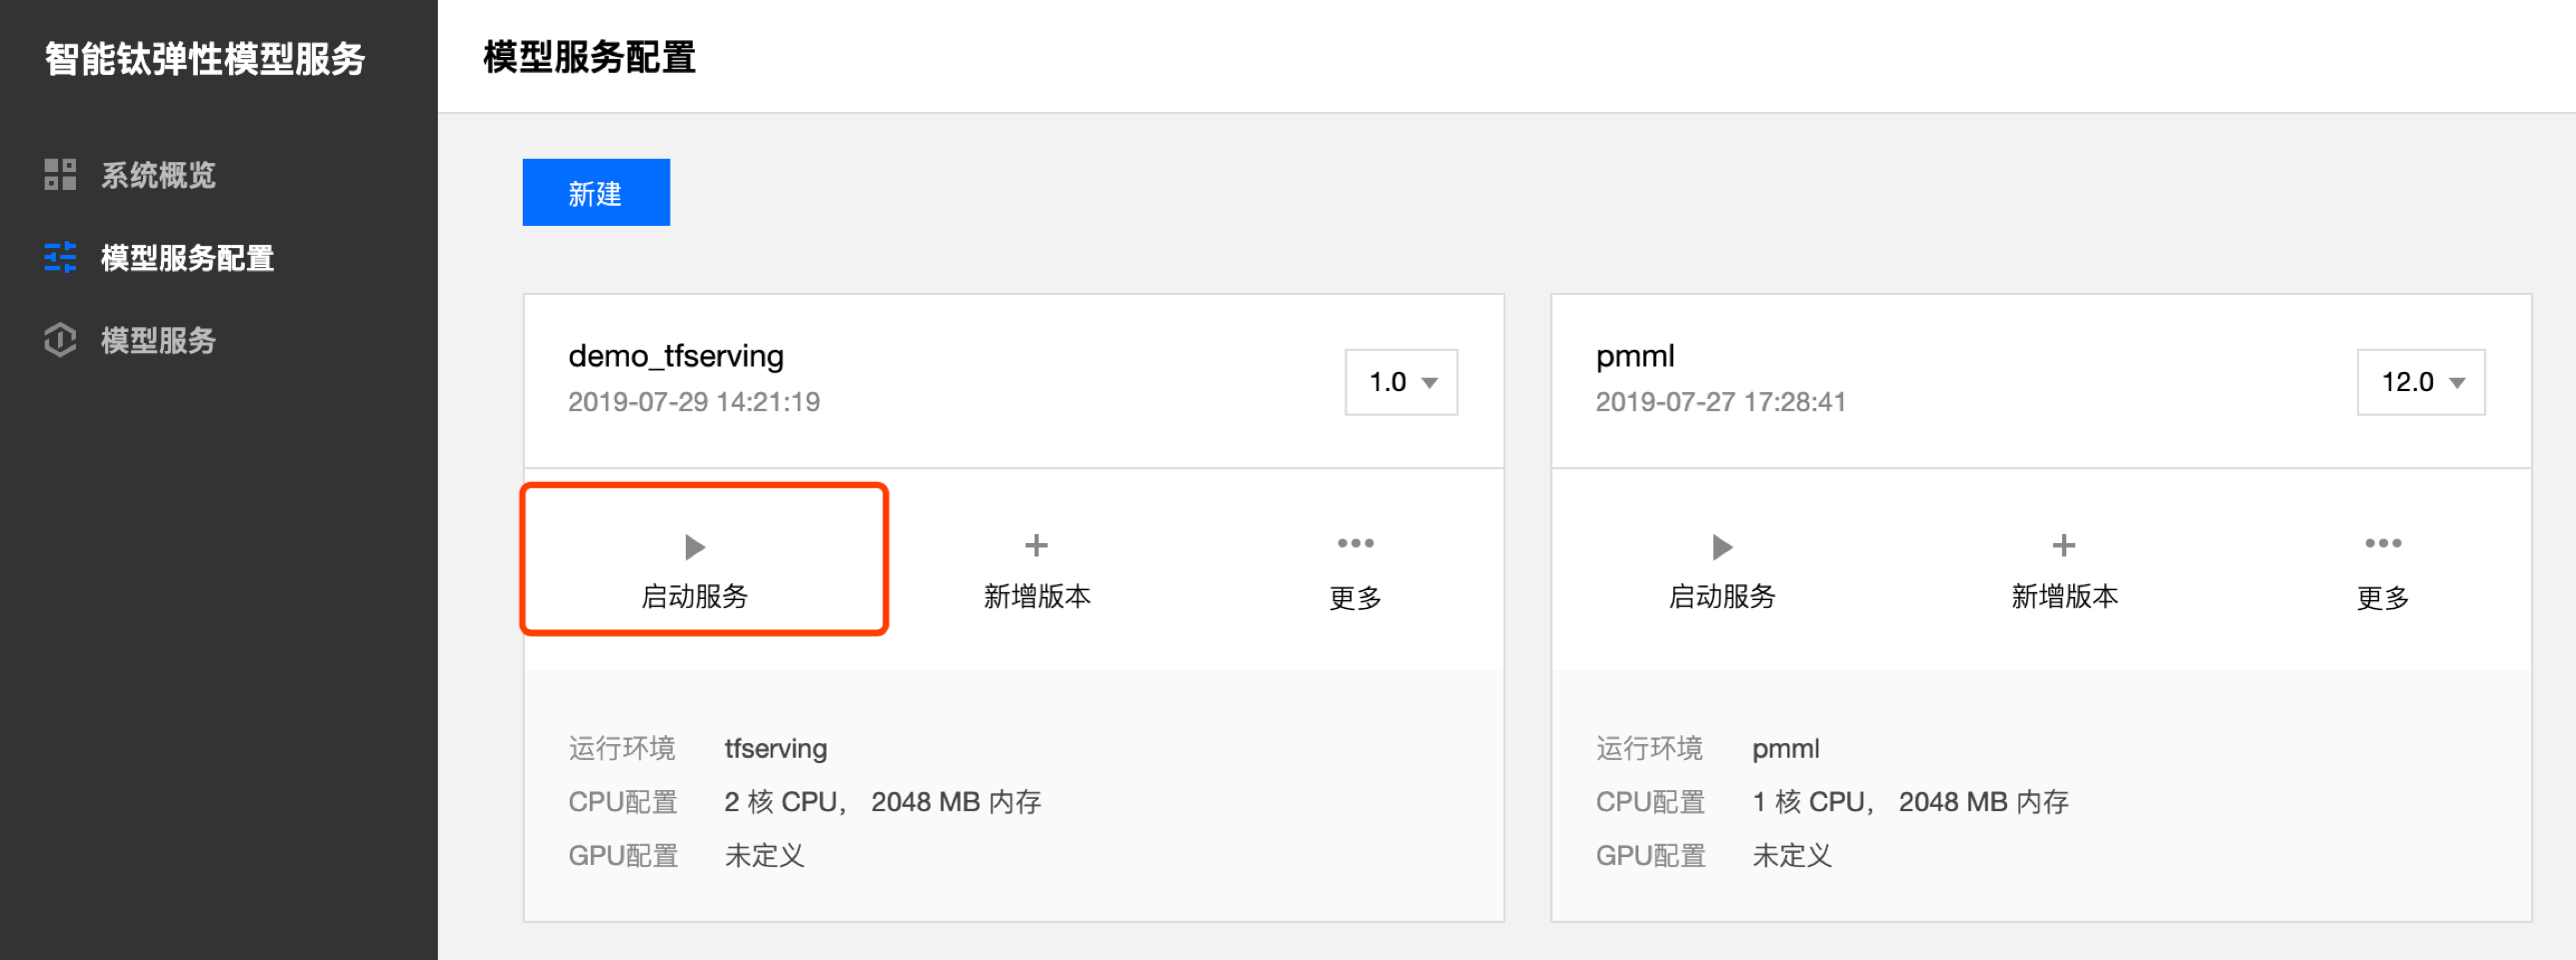 智能钛弹性模型服务
系统概览
模型服务配置
模型服务
模型服务配置
新建
demo_tfserving
2019-07-29 14:21:19
1.0
启动服务
新增版本
更多
运行环境 tfserving
CPU配置 2 核 CPU， 2048 MB 内存
GPU配置 未定义
pmml
2019-07-27 17:28:41
12.0
启动服务
新增版本
更多
运行环境 pmml
CPU配置 1 核 CPU， 2048 MB 内存
GPU配置 未定义